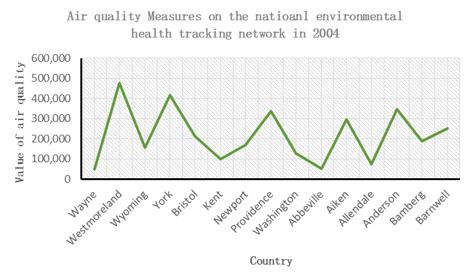 Air quality Measures on the natioanl environmental
health tracking network in 2004
Value of air quality
600,000
500,000
400,000
300,000
200,000
100,000
0
Wayne
Westmoreland
Wyoming
York
Bristol
Kent
Newport
Providence
Washington
Abbeville
Aiken
Allendale
Anderson
Bamberg
Barnwell
Country